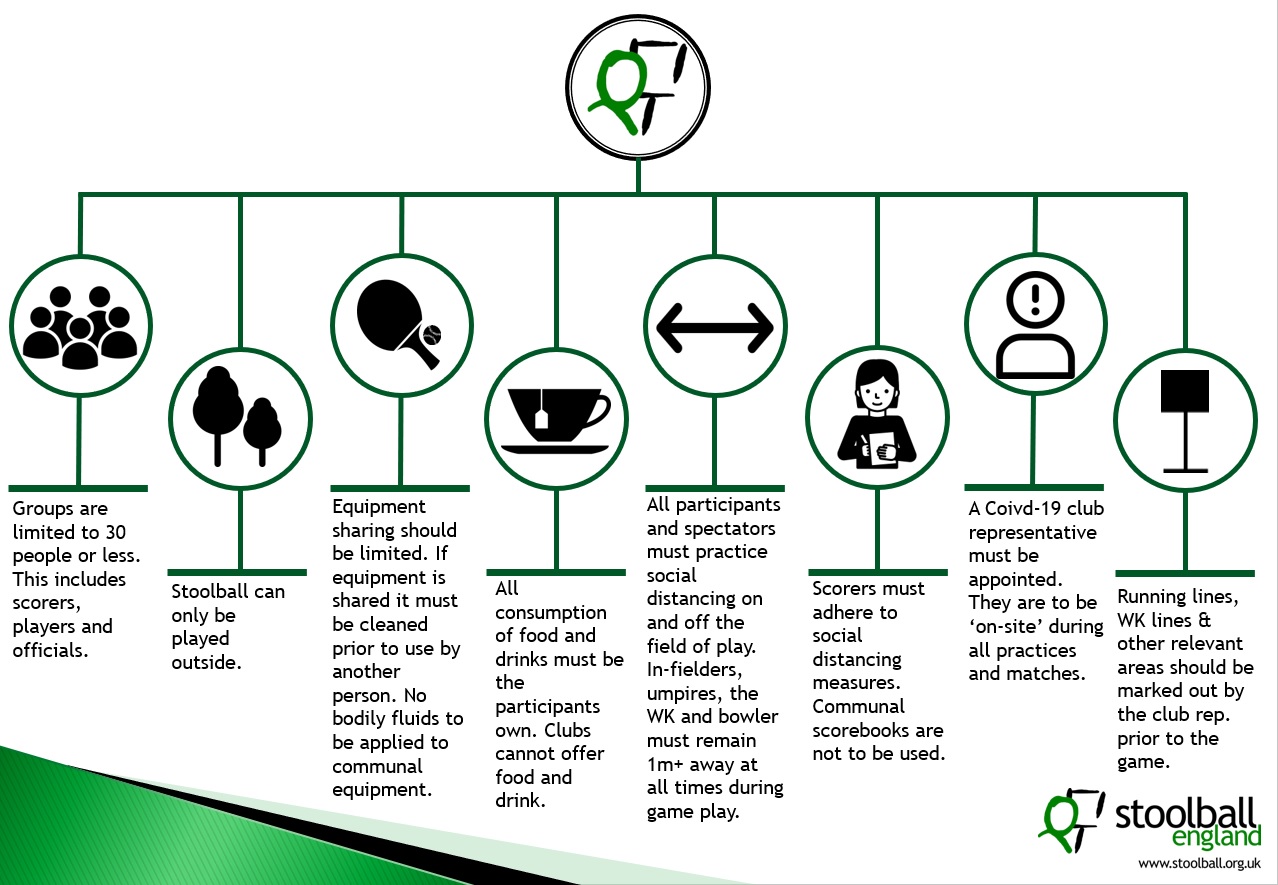 Groups are
limited to 30
people or less.
This includes
scorers,
players and
officials.
Stoolball can
only be
played
outside.
Equipment
sharing should
be limited. If
equipment is
shared it must
be cleaned
prior to use by
another
person. No
bodily fluids to
be applied to
communal
equipment.
All
consumption
of food and
drinks must be
the
participants
own. Clubs
cannot offer
food and
drink.
All participants
and spectators
must practice
social
distancing on
and off the
field of play.
In-fielders,
umpires, the
WK and bowler
must remain
1m+ away at
all times during
game play.
Scorers must
adhere to
social
distancing
measures.
Communal
scorebooks are
not to be used.
A Coivd-19 club
representative
must be
appointed.
They are to be
‘on-site’ during
all practices
and matches.
Running lines,
WK lines &
other relevant
areas should be
marked out by
the club rep.
prior to the
game.
stoolball
england
www.stoolball.org.uk